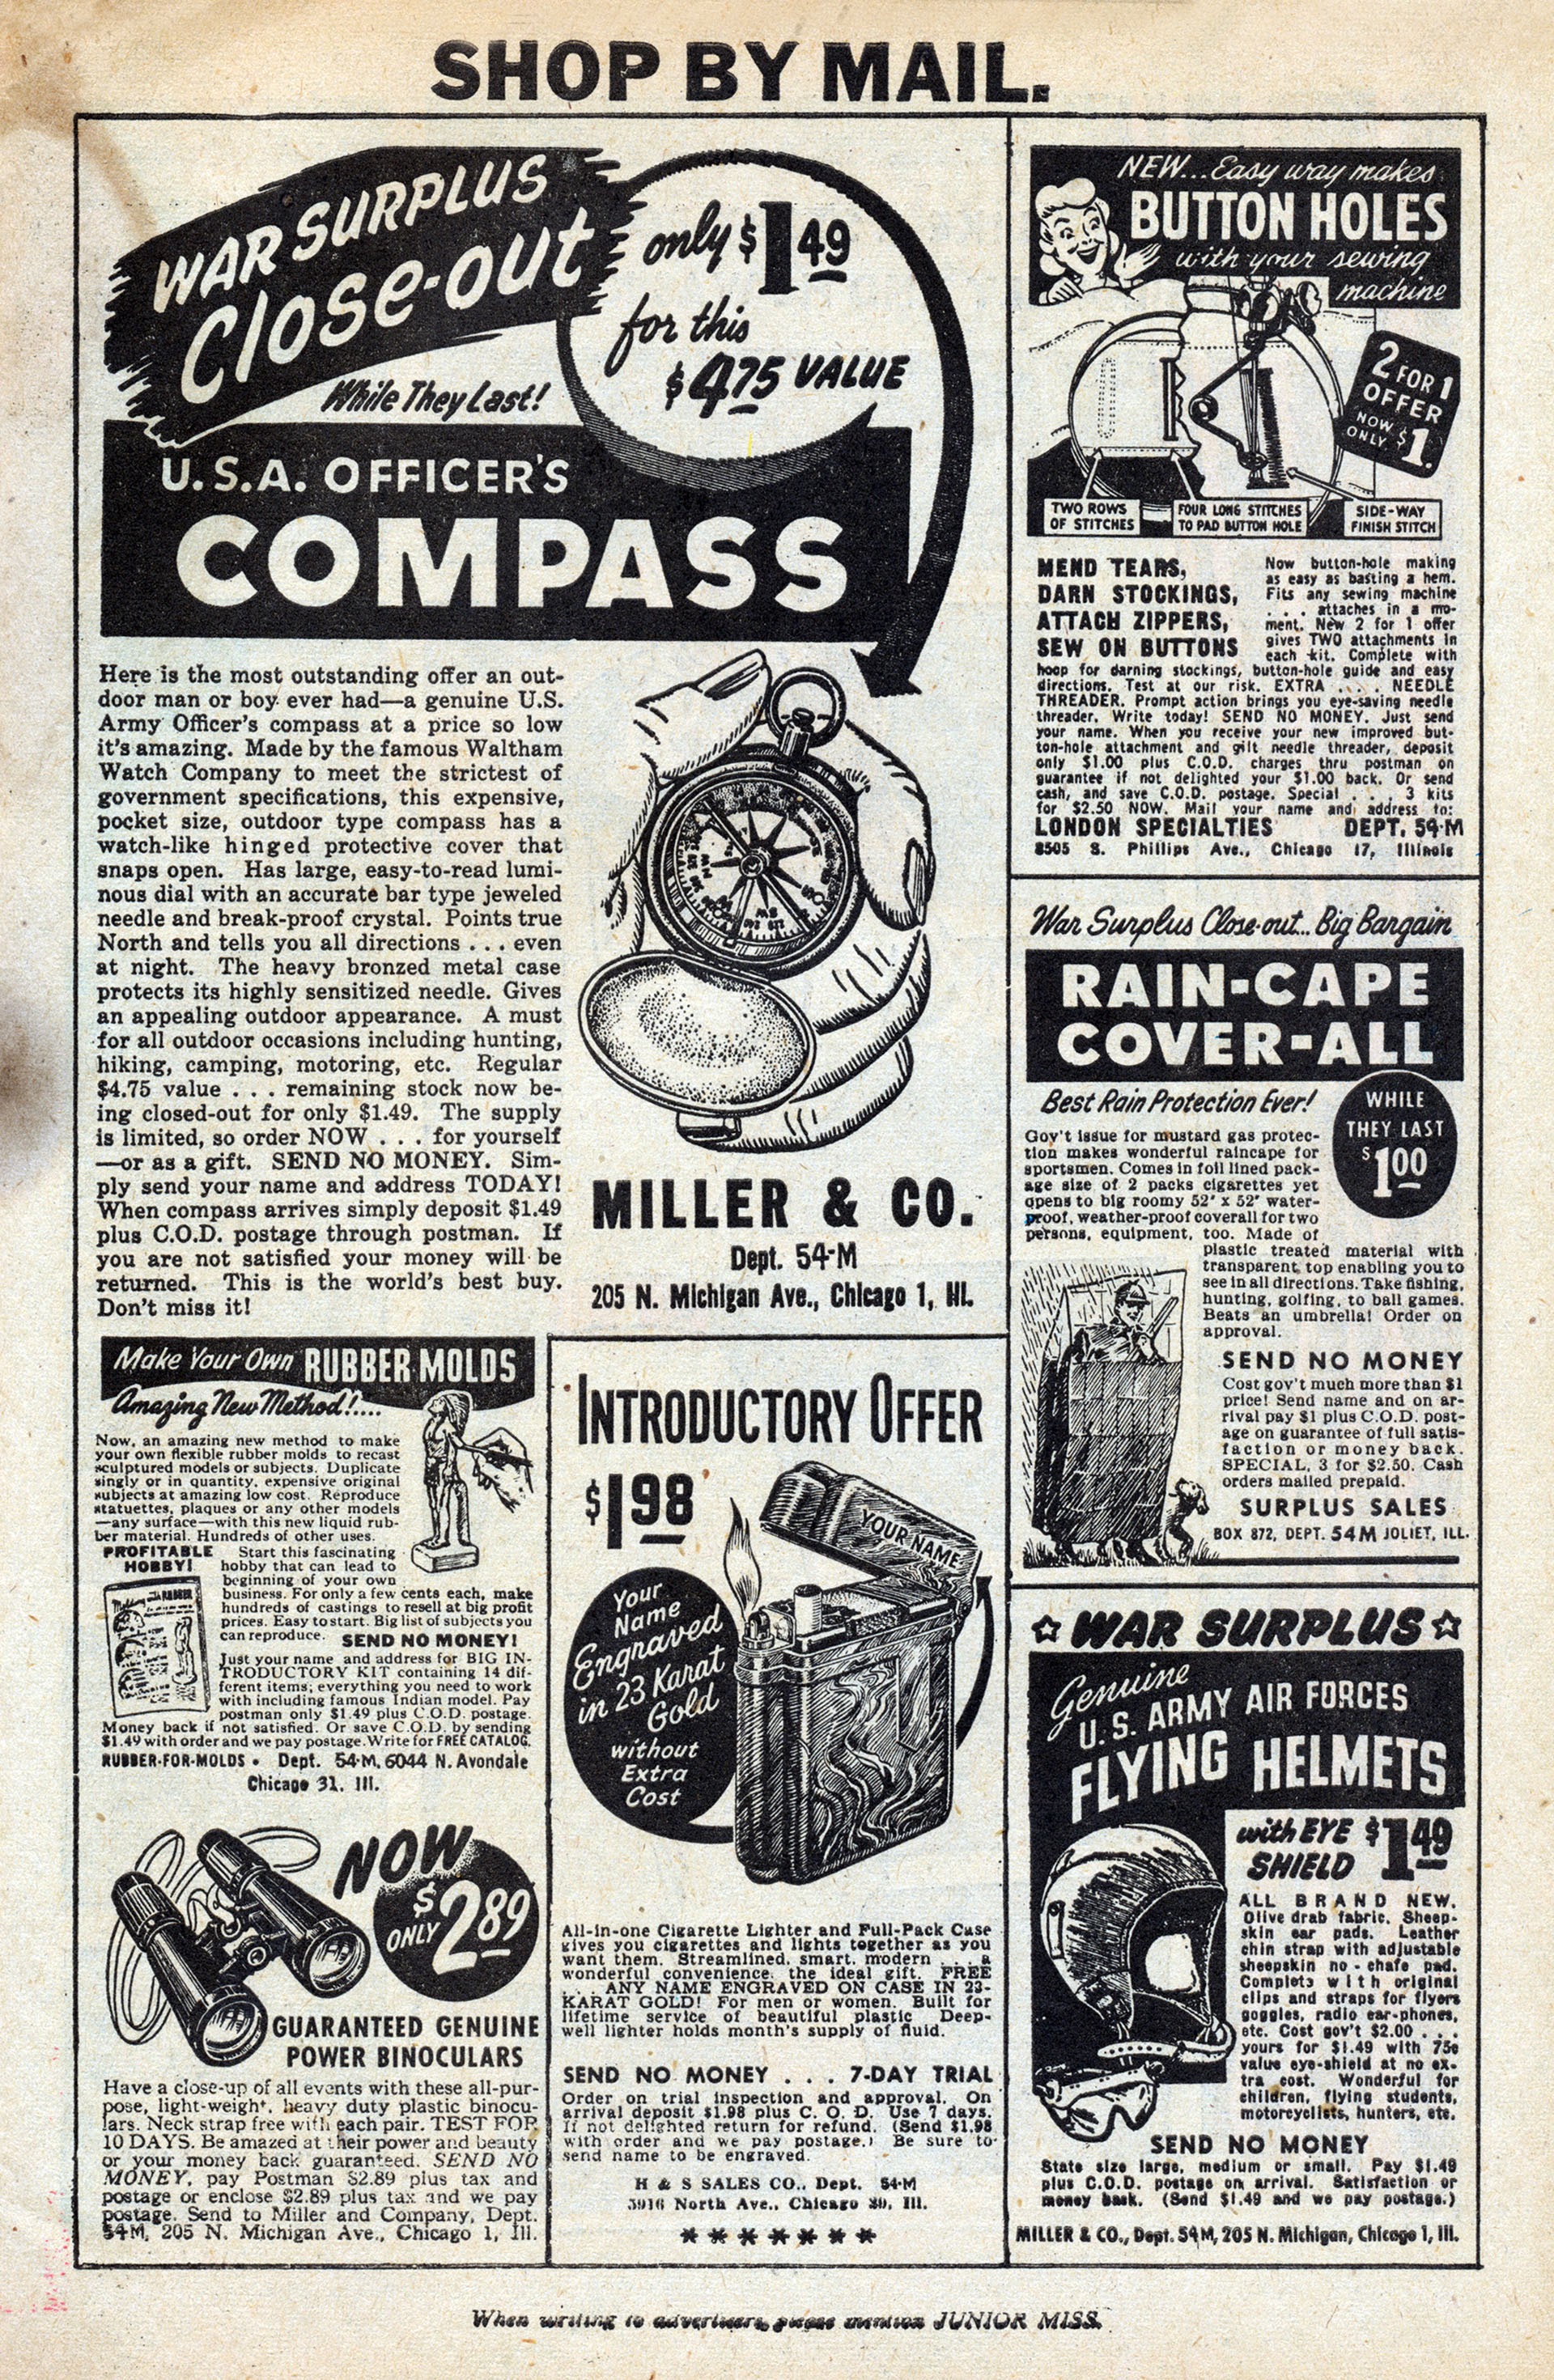 SHOP BY MAIL.
WAR SURPLUS
Close-out
While They Last!
only $1.49
for this
$4.75 VALUE
U.S.A. OFFICER'S
COMPASS
Here is the most outstanding offer an out-
door man or boy ever had—a genuine U.S.
Army Officer's compass at a price so low
it's amazing. Made by the famous Waltham
Watch Company to meet the strictest of
government specifications, this expensive,
pocket size, outdoor type compass has a
watch-like hinged protective cover that
snaps open. Has large, easy-to-read lumi-
nous dial with an accurate bar type jeweled
needle and break-proof crystal. Points true
North and tells you all directions . . . even
at night. The heavy bronzed metal case
protects its highly sensitized needle. Gives
an appealing outdoor appearance. A must
for all outdoor occasions including hunting,
hiking, camping, motoring, etc. Regular
$4.75 value . . . remaining stock now be-
ing closed-out for only $1.49. The supply
is limited, so order NOW . . . for yourself
—or as a gift. SEND NO MONEY. Sim-
ply send your name and address TODAY!
When compass arrives simply deposit $1.49
plus C.O.D. postage through postman. If
you are not satisfied your money will be
returned. This is the world's best buy.
Don't miss it!
MILLER & CO.
Dept. 54-M
205 N. Michigan Ave., Chicago 1, Ill.
Make Your Own RUBBER MOLDS
Amazing New Method!....
Now, an amazing new method to make
your own flexible rubber molds to recast
sculptured models or subjects. Duplicate
singly or in quantity, expensive original
subjects at amazing low cost. Reproduce
statuettes, plaques or any other models
—any surface—with this new liquid rub-
ber material. Hundreds of other uses.
PROFITABLE
HOBBY!
Start this fascinating
hobby that can lead to
beginning of your own
business. For only a few cents each, make
hundreds of castings to resell at big profit
prices. Easy to start. Big list of subjects you
can reproduce. SEND NO MONEY!
Just your name and address for BIG IN-
TRODUCTORY KIT containing 14 dif-
ferent items; everything you need to work
with including famous Indian model. Pay
postman only $1.49 plus C.O.D. postage.
Money back if not satisfied. Or save C.O.D. by sending
$1.49 with order and we pay postage. Write for FREE CATALOG.
RUBBER-FOR-MOLDS • Dept. 54-M, 6044 N. Avondale
Chicago 31, Ill.
NOW
ONLY $2.89
GUARANTEED GENUINE
POWER BINOCULARS
Have a close-up of all events with these all-pur-
pose, light-weight, heavy duty plastic binocu-
lars. Neck strap free with each pair. TEST FOR
10 DAYS. Be amazed at their power and beauty
or your money back guaranteed. SEND NO
MONEY, pay Postman $2.89 plus tax and
postage or enclose $2.89 plus tax and we pay
postage. Send to Miller and Company, Dept.
54-M, 205 N. Michigan Ave., Chicago 1, Ill.
INTRODUCTORY OFFER
$1.98
YOUR NAME
Your
Name
Engraved
in 23 Karat
Gold
without
Extra
Cost
All-in-one Cigarette Lighter and Full-Pack Case
gives you cigarettes and lights together as you
want them. Streamlined, smart, modern . . . a
wonderful convenience, the ideal gift. FREE
. . . ANY NAME ENGRAVED ON CASE IN 23-
KARAT GOLD! For men or women. Built for
lifetime service of beautiful plastic Deep-
well lighter holds month's supply of fluid.
SEND NO MONEY . . . 7-DAY TRIAL
Order on trial inspection and approval. On
arrival deposit $1.98 plus C. O. D. Use 7 days.
If not delighted return for refund. (Send $1.98
with order and we pay postage.) Be sure to
send name to be engraved.
H & S SALES CO., Dept. 54-M
3916 North Ave., Chicago Ill.
*******
NEW...Easy way makes
BUTTON HOLES
with your sewing
machine
2 FOR 1
OFFER
NOW
ONLY $1.
TWO ROWS
OF STITCHES
FOUR LONG STITCHES
TO PAD BUTTON HOLE
SIDE-WAY
FINISH STITCH
MEND TEARS,
DARN STOCKINGS,
ATTACH ZIPPERS,
SEW ON BUTTONS
Now button-hole making
as easy as basting a hem.
Fits any sewing machine
. . . attaches in a mo-
ment. New 2 for 1 offer
gives TWO attachments in
each kit. Complete with
hoop for darning stockings, button-hole guide and easy
directions. Test at our risk. EXTRA . . . NEEDLE
THREADER. Prompt action brings you eye-saving needle
threader. Write today! SEND NO MONEY. Just send
your name. When you receive your new improved but-
ton-hole attachment and gilt needle threader, deposit
only $1.00 plus C.O.D. charges thru postman on
guarantee if not delighted your $1.00 back. Or send
cash, and save C.O.D. postage. Special . . . 3 kits
for $2.50 NOW. Mail your name and address to:
LONDON SPECIALTIES DEPT. 54-M
8505 S. Phillips Ave., Chicago 17, Illinois
War Surplus Close-out... Big Bargain
RAIN-CAPE
COVER-ALL
Best Rain Protection Ever!
WHILE
THEY LAST
$1.00
Gov't issue for mustard gas protec-
tion makes wonderful raincape for
sportsmen. Comes in foil lined pack-
age size of 2 packs cigarettes yet
opens to big roomy 52" x 52" water-
proof, weather-proof coverall for two
persons, equipment, too. Made of
plastic treated material with
transparent top enabling you to
see in all directions. Take fishing,
hunting, golfing, to ball games.
Beats an umbrella! Order on
approval.
SEND NO MONEY
Cost gov't much more than $1
price! Send name and on ar-
rival pay $1 plus C.O.D. post-
age on guarantee of full satis-
faction or money back.
SPECIAL, 3 for $2.50. Cash
orders mailed prepaid.
SURPLUS SALES
BOX 872, DEPT. 54M JOLIET, ILL.
☆ WAR SURPLUS ☆
Genuine
U.S. ARMY AIR FORCES
FLYING HELMETS
with EYE
SHIELD
$1.49
ALL BRAND NEW.
Olive drab fabric. Sheep-
skin ear pads. Leather
chin strap with adjustable
sheepskin no-chafe pad.
Complete with original
clips and straps for flyers
goggles, radio ear-phones,
etc. Cost gov't $2.00 . . .
yours for $1.49 with 75c
value eye-shield at no ex-
tra cost. Wonderful for
children, flying students,
motorcyclists, hunters, etc.
SEND NO MONEY
State size large, medium or small. Pay $1.49
plus C.O.D. postage on arrival. Satisfaction or
money back. (Send $1.49 and we pay postage.)
MILLER & CO., Dept. 54M, 205 N. Michigan, Chicago 1, Ill.
When writing to advertisers, please mention JUNIOR MISS.